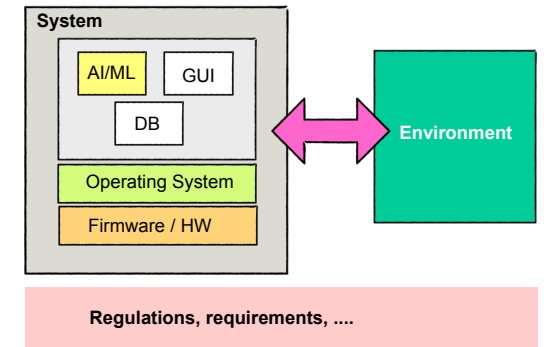 System
AI/ML
GUI
DB
Environment
Operating System
Firmware / HW
Regulations, requirements, ....